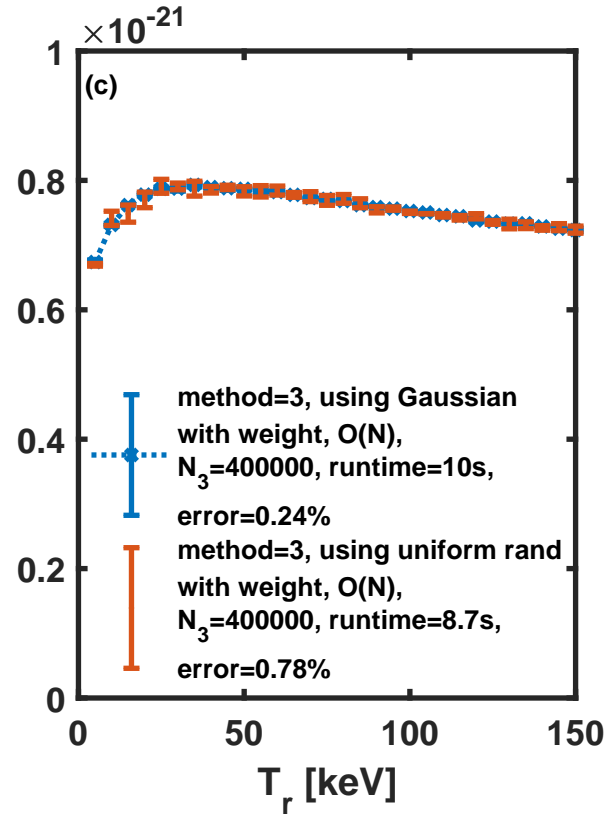 ×10⁻²¹
1
(c)
0.8
0.6
0.4
0.2
0
method=3, using Gaussian
with weight, O(N),
N₃=400000, runtime=10s,
error=0.24%
method=3, using uniform rand
with weight, O(N),
N₃=400000, runtime=8.7s,
error=0.78%
0 50 100 150
T_r [keV]